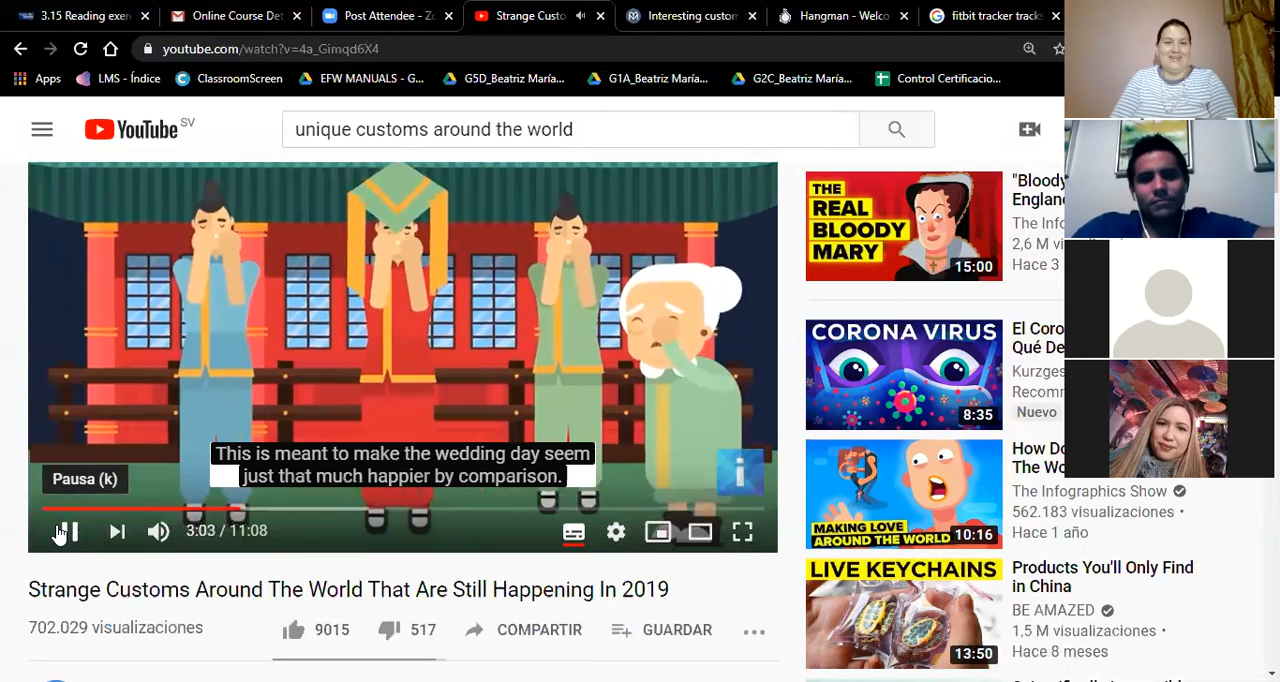 3.15 Reading exer
Online Course Det
Post Attendee - Zo
Strange Custo
Interesting custom
Hangman - Welco
fitbit tracker track
youtube.com/watch?v=4a_Gimqd6X4
Apps
LMS - Índice
ClassroomScreen
EFW MANUALS - G...
G5D_Beatriz María...
G1A_Beatriz María...
G2C_Beatriz María...
Control Certificacio...
YouTube SV
unique customs around the world
This is meant to make the wedding day seem
just that much happier by comparison.
Pausa (k)
3:03 / 11:08
Strange Customs Around The World That Are Still Happening In 2019
702.029 visualizaciones
9015
517
COMPARTIR
GUARDAR
THE
REAL
BLOODY
MARY
15:00
"Bloody
England
The Info
2,6 M vi
Hace 3
CORONA VIRUS
8:35
El Coro
Qué De
Kurzges
Recom
Nuevo
MAKING LOVE
AROUND THE WORLD
10:16
How Do
The Wo
The Infographics Show
562.183 visualizaciones •
Hace 1 año
LIVE KEYCHAINS
13:50
Products You'll Only Find
in China
BE AMAZED
1,5 M visualizaciones •
Hace 8 meses